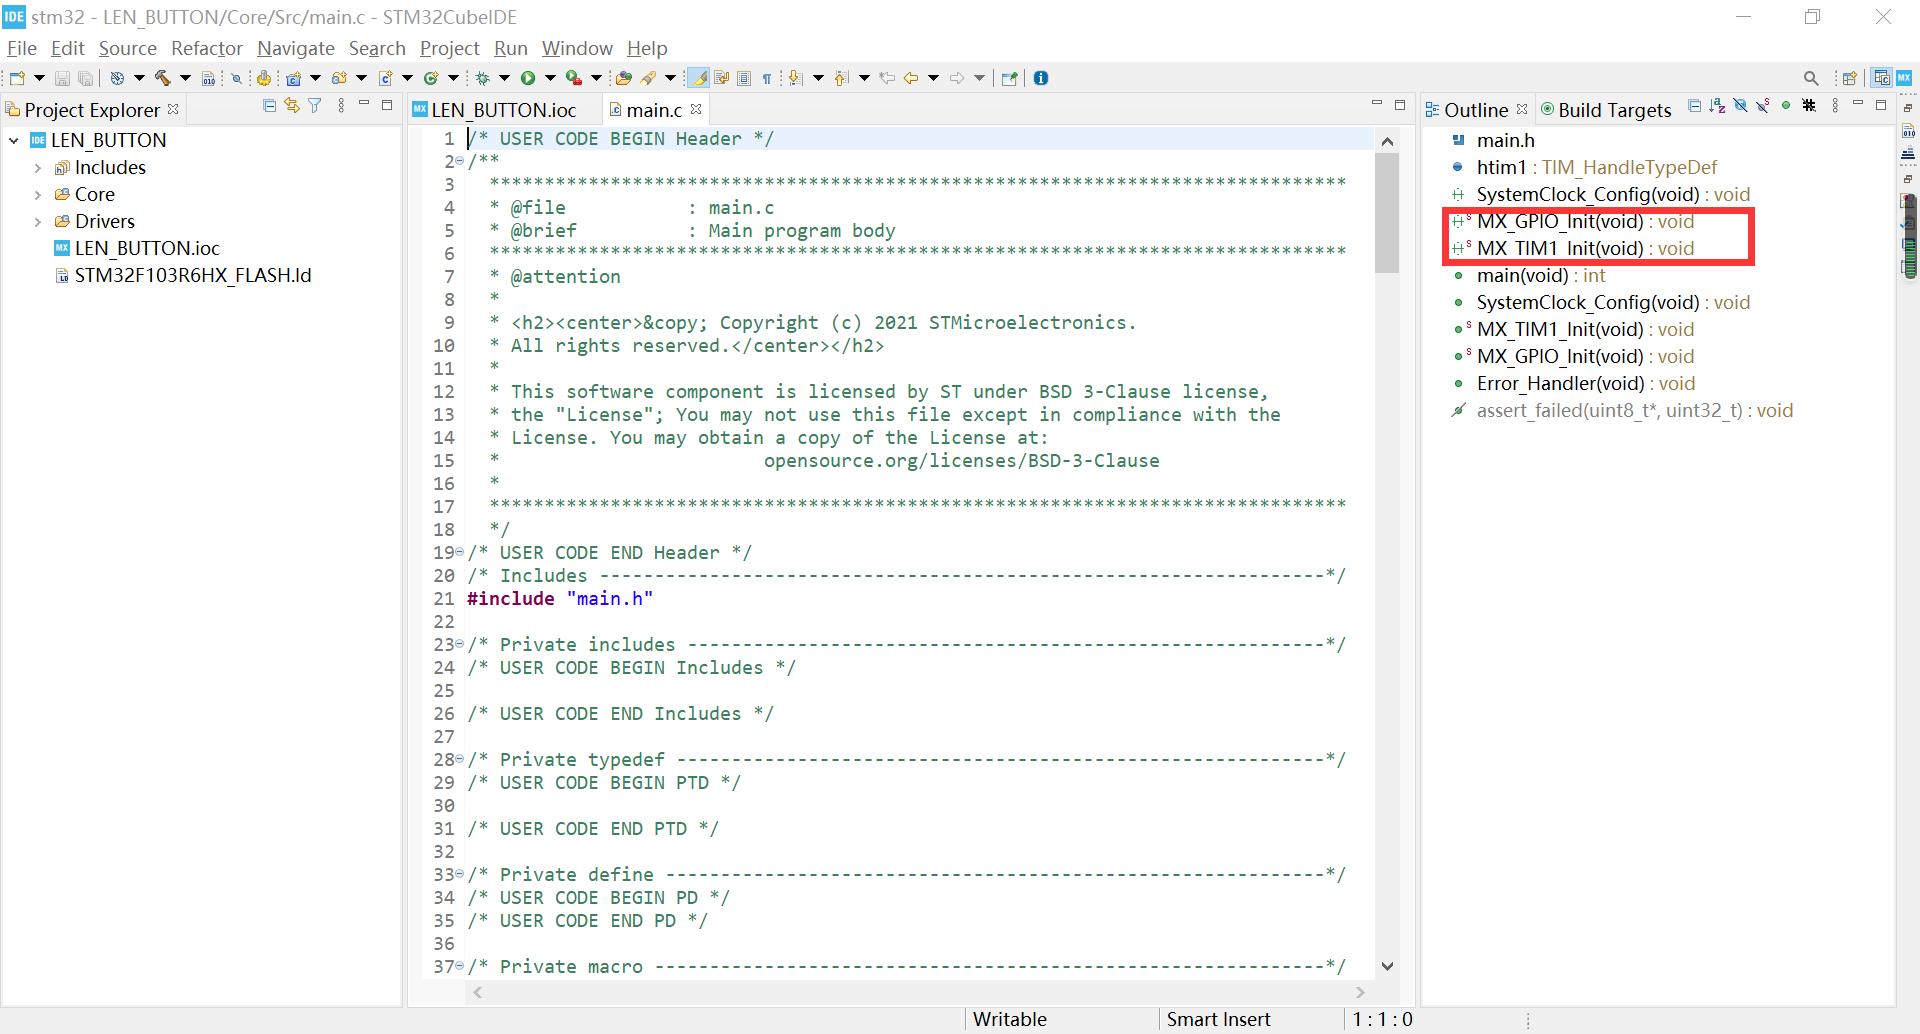 IDE stm32 - LEN_BUTTON/Core/Src/main.c - STM32CubeIDE
File Edit Source Refactor Navigate Search Project Run Window Help
Project Explorer
IDE LEN_BUTTON
Includes
Core
Drivers
MX LEN_BUTTON.ioc
STM32F103R6HX_FLASH.ld
MX LEN_BUTTON.ioc main.c
1 /* USER CODE BEGIN Header */
2 /**
3 ******************************************************************************
4 * @file : main.c
5 * @brief : Main program body
6 ******************************************************************************
7 * @attention
8 *
9 * <h2><center>&copy; Copyright (c) 2021 STMicroelectronics.
10 * All rights reserved.</center></h2>
11 *
12 * This software component is licensed by ST under BSD 3-Clause license,
13 * the "License"; You may not use this file except in compliance with the
14 * License. You may obtain a copy of the License at:
15 * opensource.org/licenses/BSD-3-Clause
16 *
17 ******************************************************************************
18 */
19 /* USER CODE END Header */
20 /* Includes ------------------------------------------------------------------*/
21 #include "main.h"
22
23 /* Private includes ----------------------------------------------------------*/
24 /* USER CODE BEGIN Includes */
25
26 /* USER CODE END Includes */
27
28 /* Private typedef -----------------------------------------------------------*/
29 /* USER CODE BEGIN PTD */
30
31 /* USER CODE END PTD */
32
33 /* Private define ------------------------------------------------------------*/
34 /* USER CODE BEGIN PD */
35 /* USER CODE END PD */
36
37 /* Private macro -------------------------------------------------------------*/
Outline Build Targets
main.h
htim1 : TIM_HandleTypeDef
SystemClock_Config(void) : void
MX_GPIO_Init(void) : void
MX_TIM1_Init(void) : void
main(void) : int
SystemClock_Config(void) : void
MX_TIM1_Init(void) : void
MX_GPIO_Init(void) : void
Error_Handler(void) : void
assert_failed(uint8_t*, uint32_t) : void
Writable Smart Insert 1 : 1 : 0